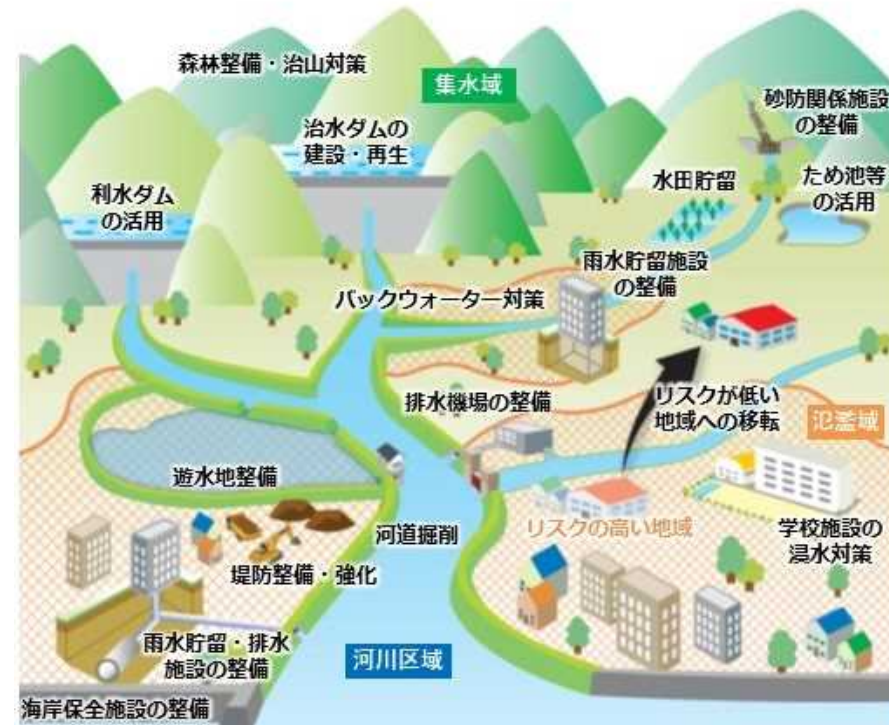 森林整備・治山対策
集水域
砂防関係施設
の整備
治水ダムの
建設・再生
水田貯留
ため池等
の活用
利水ダム
の活用
雨水貯留施設
の整備
バックウォーター対策
排水機場の整備
リスクが低い
地域への移転
氾濫域
遊水地整備
リスクの高い地域
学校施設の
浸水対策
河道掘削
堤防整備・強化
雨水貯留・排水
施設の整備
河川区域
海岸保全施設の整備